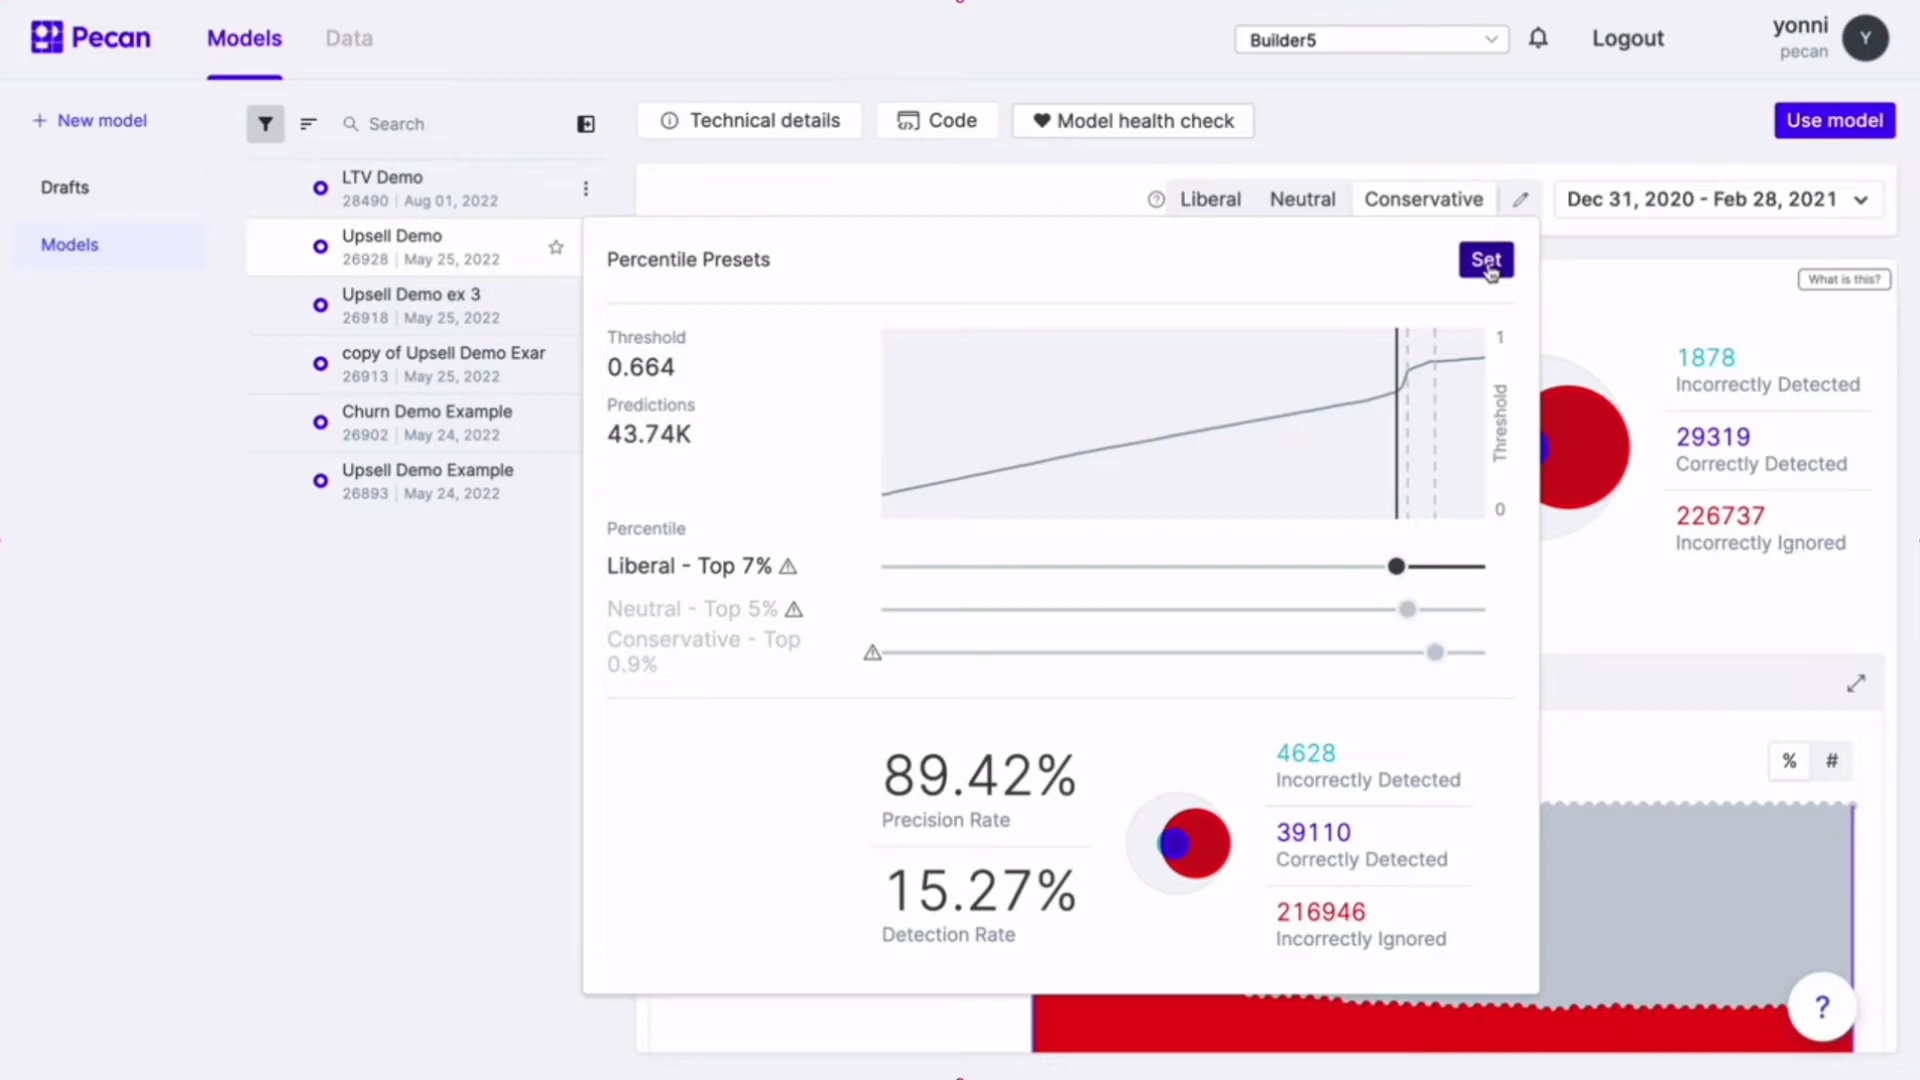 Pecan
Models
Data
Builder5
Logout
yonni
pecan
Y
+ New model
Search
Technical details
Code
Model health check
Use model
Drafts
Models
LTV Demo
28490 | Aug 01, 2022
Upsell Demo
26928 | May 25, 2022
Upsell Demo ex 3
26918 | May 25, 2022
copy of Upsell Demo Exar
26913 | May 25, 2022
Churn Demo Example
26902 | May 24, 2022
Upsell Demo Example
26893 | May 24, 2022
Liberal
Neutral
Conservative
Dec 31, 2020 - Feb 28, 2021
Percentile Presets
Set
What is this?
Threshold
0.664
Predictions
43.74K
1
Threshold
0
Percentile
Liberal - Top 7%
Neutral - Top 5%
Conservative - Top
0.9%
1878
Incorrectly Detected
29319
Correctly Detected
226737
Incorrectly Ignored
% #
89.42%
Precision Rate
15.27%
Detection Rate
4628
Incorrectly Detected
39110
Correctly Detected
216946
Incorrectly Ignored
?